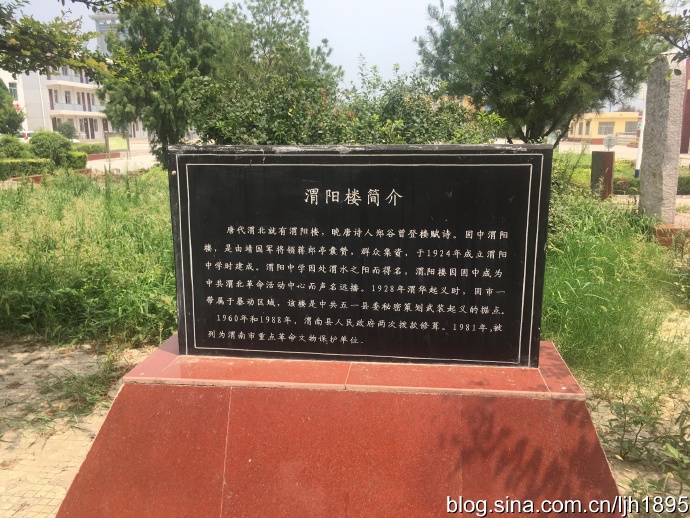 渭阳楼简介
唐代渭北就有渭阳楼，晚唐诗人郑谷曾登楼赋诗。固中渭阳
楼，是由靖国军将领蒋邦亭襄赞，群众集资，于1924年成立渭阳
中学时建成。渭阳中学因处渭水之阳而得名，渭阳楼因固中成为
中共渭北革命活动中心而声名远播。1928年渭华起义时，固市一
带属于暴动区域，该楼是中共五一县委秘密策划武装起义的据点。
1960年和1988年，渭南县人民政府两次拨款修葺。1981年，被
列为渭南市重点革命文物保护单位.
blog.sina.com.cn/ljh1895